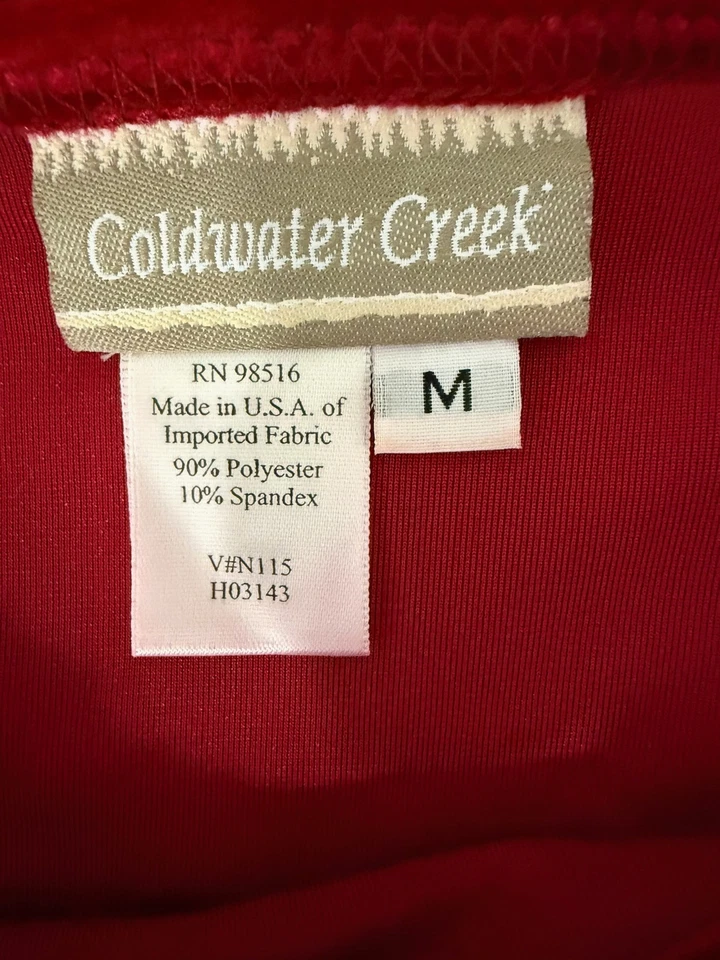 Coldwater Creek
RN 98516
Made in U.S.A. of
Imported Fabric
90% Polyester
10% Spandex
V#N115
H03143
M